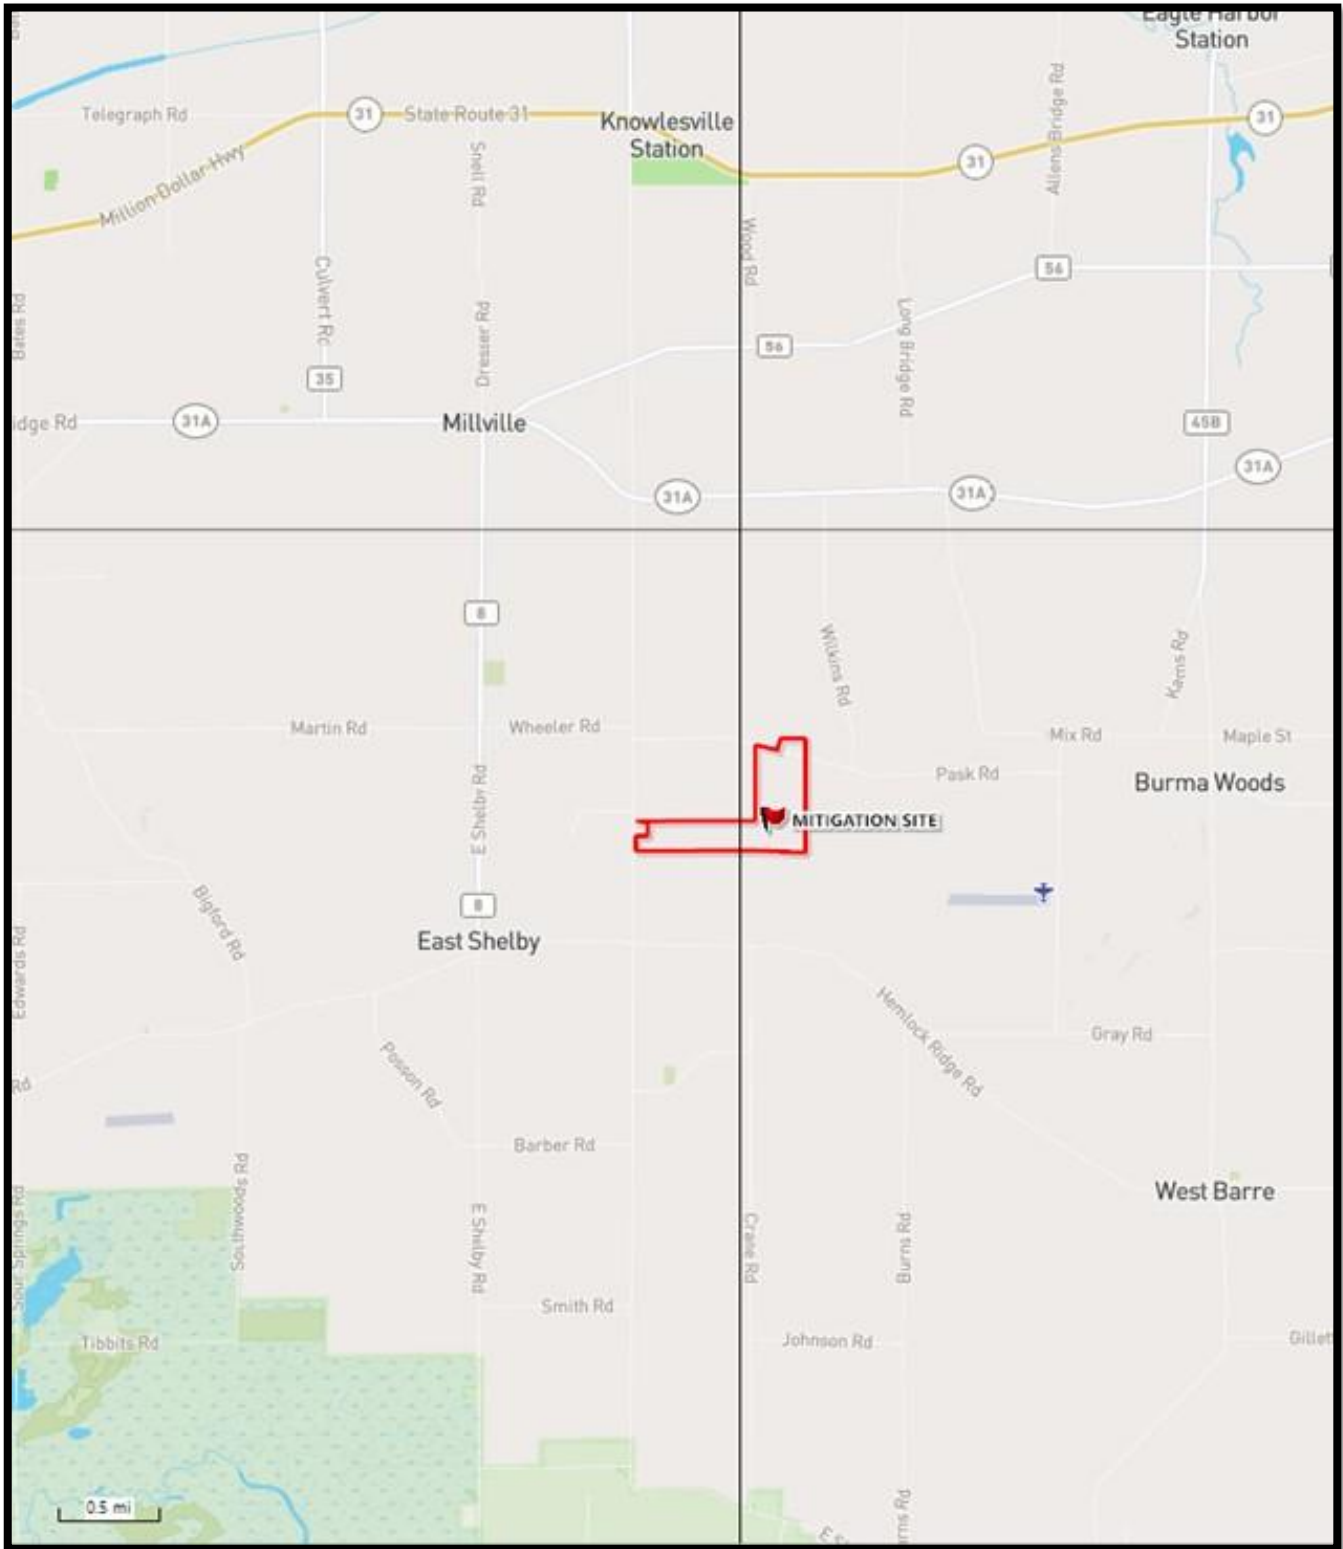 Eagle Harbor
Station
Telegraph Rd
31
State Route 31
Knowlesville
Station
31
31
Allens Bridge Rd
Million Dollar Hwy
Snell Rd
Wood Rd
56
Culvert Rd
Bates Rd
Dresser Rd
56
Long Bridge Rd
35
idge Rd
31A
Millville
45B
31A
31A
31A
8
Wilkins Rd
Kams Rd
Martin Rd
Wheeler Rd
Mix Rd
Maple St
Pask Rd
Burma Woods
E Shelby Rd
MITIGATION SITE
Bigford Rd
8
East Shelby
Edwards Rd
Hemlock Ridge Rd
Gray Rd
Rd
Posson Rd
Barber Rd
West Barre
Sour Springs Rd
Southwoods Rd
E Shelby Rd
Crane Rd
Burns Rd
Smith Rd
Tibbits Rd
Johnson Rd
Gillet
0.5 mi
rns Rd